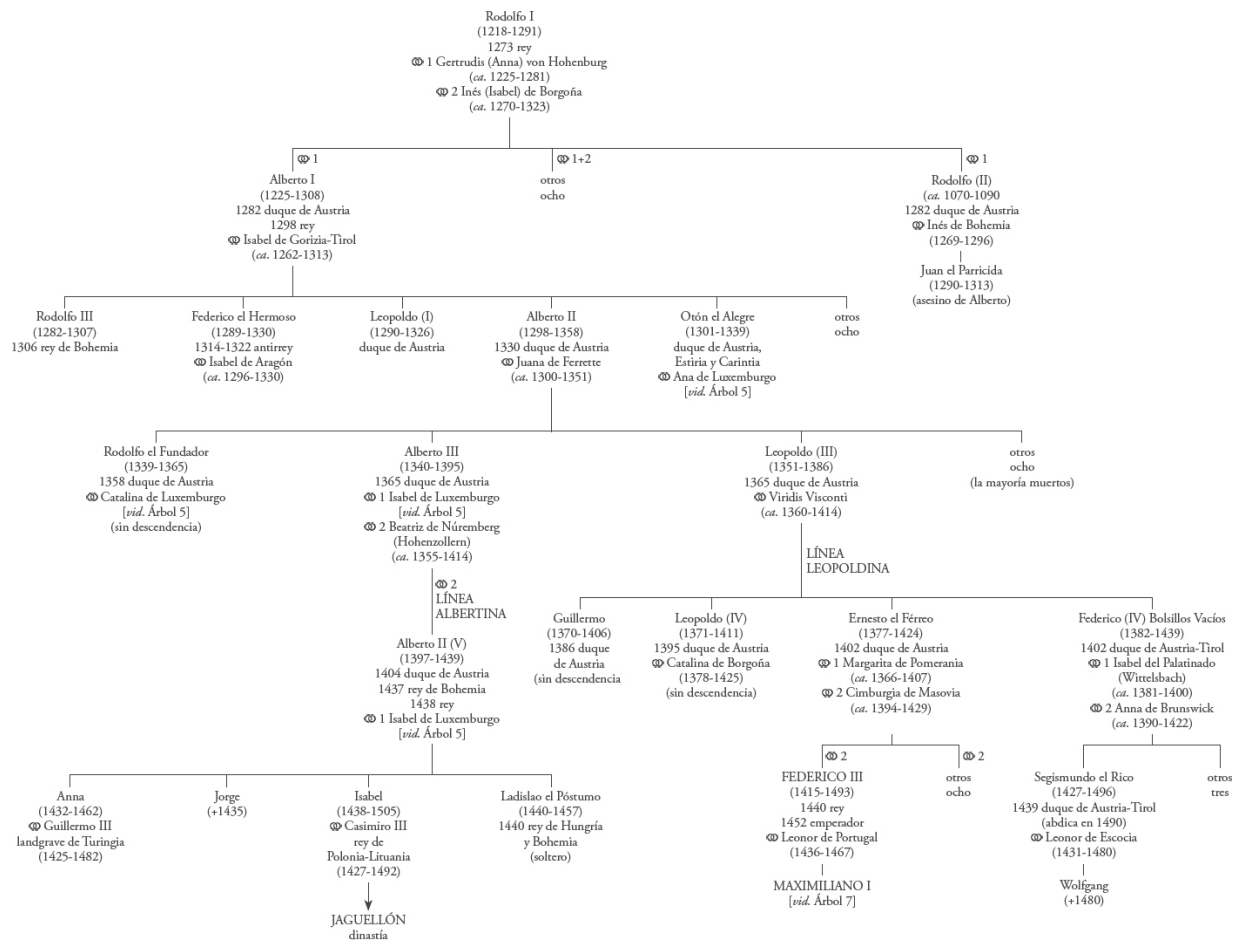 Rodolfo I
(1218-1291)
1273 rey
⚭ 1 Gertrudis (Anna) von Hohenburg
(ca. 1225-1281)
⚭ 2 Inés (Isabel) de Borgoña
(ca. 1270-1323)
⚭ 1
Alberto I
(1225-1308)
1282 duque de Austria
1298 rey
⚭ Isabel de Gorizia-Tirol
(ca. 1262-1313)
⚭ 1+2
otros
ocho
⚭ 1
Rodolfo (II)
(ca. 1070-1090
1282 duque de Austria
⚭ Inés de Bohemia
(1269-1296)
Juan el Parricida
(1290-1313)
(asesino de Alberto)
Rodolfo III
(1282-1307)
1306 rey de Bohemia
Federico el Hermoso
(1289-1330)
1314-1322 antirrey
⚭ Isabel de Aragón
(ca. 1296-1330)
Leopoldo (I)
(1290-1326)
duque de Austria
Alberto II
(1298-1358)
1330 duque de Austria
⚭ Juana de Ferrette
(ca. 1300-1351)
Otón el Alegre
(1301-1339)
duque de Austria,
Estiria y Carintia
⚭ Ana de Luxemburgo
[vid. Árbol 5]
otros
ocho
Rodolfo el Fundador
(1339-1365)
1358 duque de Austria
⚭ Catalina de Luxemburgo
[vid. Árbol 5]
(sin descendencia)
Alberto III
(1340-1395)
1365 duque de Austria
⚭ 1 Isabel de Luxemburgo
[vid. Árbol 5]
⚭ 2 Beatriz de Núremberg
(Hohenzollern)
(ca. 1355-1414)
Leopoldo (III)
(1351-1386)
1365 duque de Austria
⚭ Viridis Visconti
(ca. 1360-1414)
otros
ocho
(la mayoría muertos)
⚭ 2
LÍNEA
ALBERTINA
LÍNEA
LEOPOLDINA
Alberto II (V)
(1397-1439)
1404 duque de Austria
1437 rey de Bohemia
1438 rey
⚭ 1 Isabel de Luxemburgo
[vid. Árbol 5]
Guillermo
(1370-1406)
1386 duque
de Austria
(sin descendencia
Leopoldo (IV)
(1371-1411)
1395 duque de Austria
⚭ Catalina de Borgoña
(1378-1425)
(sin descendencia)
Ernesto el Férreo
(1377-1424)
1402 duque de Austria
⚭ 1 Margarita de Pomerania
(ca. 1366-1407)
⚭ 2 Cimburgia de Masovia
(ca. 1394-1429)
Federico (IV) Bolsillos Vacíos
(1382-1439)
1402 duque de Austria-Tirol
⚭ 1 Isabel del Palatinado
(Wittelsbach)
(ca. 1381-1400)
⚭ 2 Anna de Brunswick
(ca. 1390-1422)
Anna
(1432-1462)
⚭ Guillermo III
landgrave de Turingia
(1425-1482)
Jorge
(+1435)
Isabel
(1438-1505)
⚭ Casimiro III
rey de
Polonia-Lituania
(1427-1492)
JAGUELLÓN
dinastía
Ladislao el Póstumo
(1440-1457)
1440 rey de Hungría
y Bohemia
(soltero)
⚭ 2
FEDERICO III
(1415-1493)
1440 rey
1452 emperador
⚭ Leonor de Portugal
(1436-1467)
MAXIMILIANO I
[vid. Árbol 7]
⚭ 2
otros
ocho
Segismundo el Rico
(1427-1496)
1439 duque de Austria-Tirol
(abdica en 1490)
⚭ Leonor de Escocia
(1431-1480)
Wolfgang
(+1480)
otros
tres